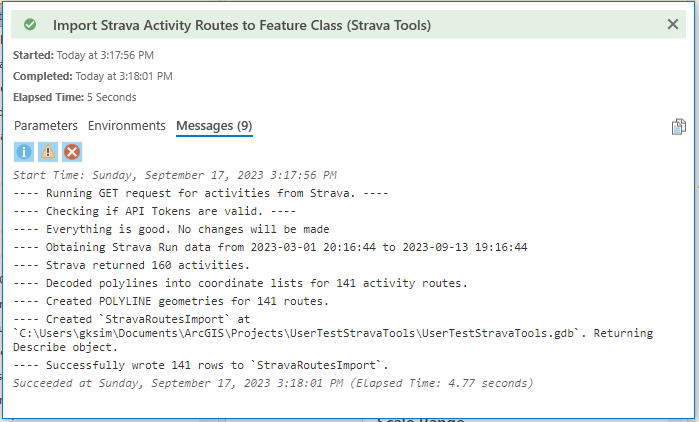 Import Strava Activity Routes to Feature Class (Strava Tools)
Started: Today at 3:17:56 PM
Completed: Today at 3:18:01 PM
Elapsed Time: 5 Seconds
Parameters Environments Messages (9)
Start Time: Sunday, September 17, 2023 3:17:56 PM
---- Running GET request for activities from Strava. ----
---- Checking if API Tokens are valid. ----
---- Everything is good. No changes will be made
---- Obtaining Strava Run data from 2023-03-01 20:16:44 to 2023-09-13 19:16:44
---- Strava returned 160 activities.
---- Decoded polylines into coordinate lists for 141 activity routes.
---- Created POLYLINE geometries for 141 routes.
---- Created `StravaRoutesImport` at
`C:\Users\gksim\Documents\ArcGIS\Projects\UserTestStravaTools\UserTestStravaTools.gdb`. Returning
Describe object.
---- Successfully wrote 141 rows to `StravaRoutesImport`.
Succeeded at Sunday, September 17, 2023 3:18:01 PM (Elapsed Time: 4.77 seconds)
Scale Range